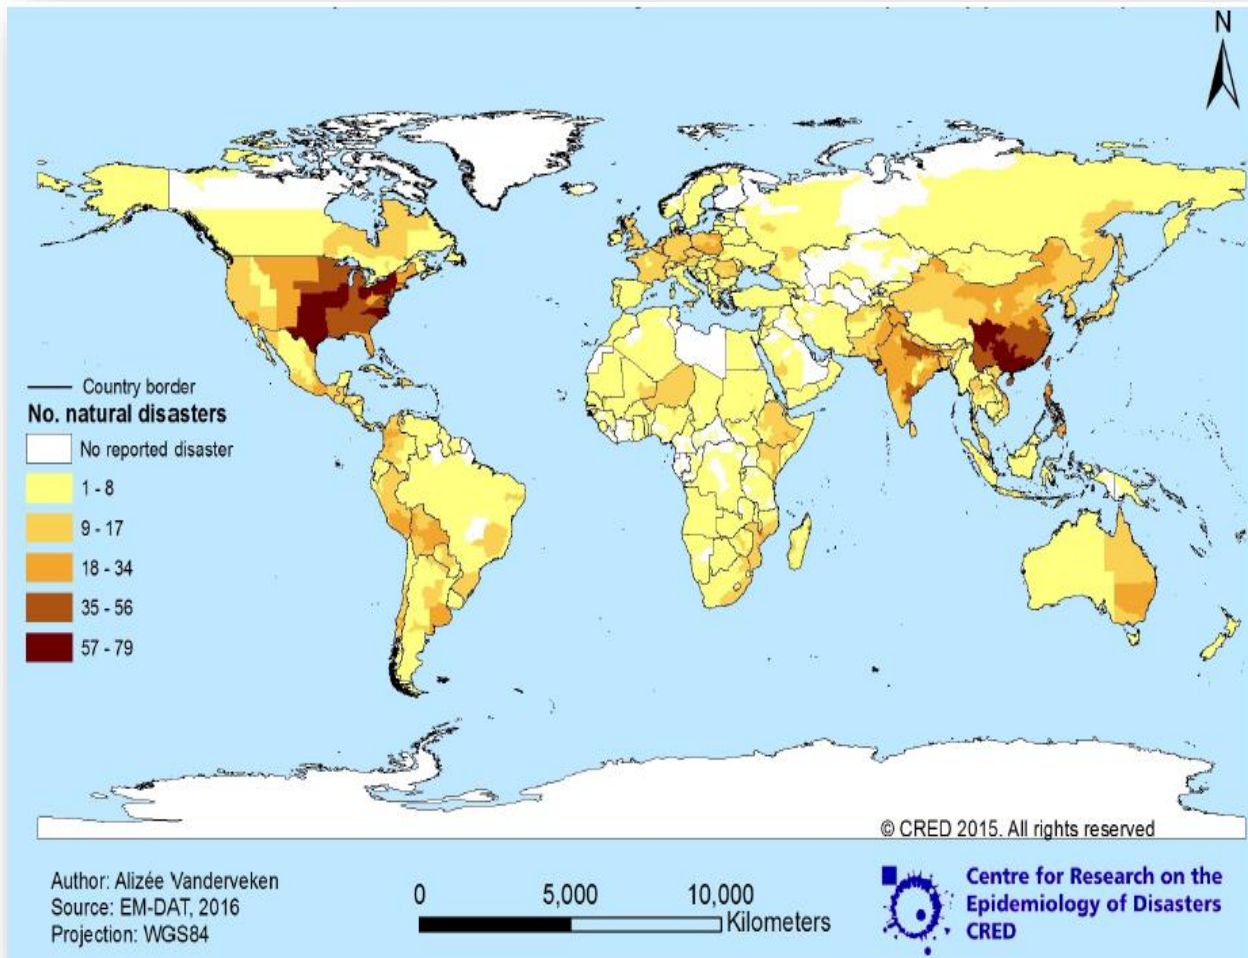 N
Country border
No. natural disasters
No reported disaster
1 - 8
9 - 17
18 - 34
35 - 56
57 - 79
© CRED 2015. All rights reserved
Author: Alizée Vanderveken
Source: EM-DAT, 2016
Projection: WGS84
0 5,000 10,000
Kilometers
Centre for Research on the
Epidemiology of Disasters
CRED